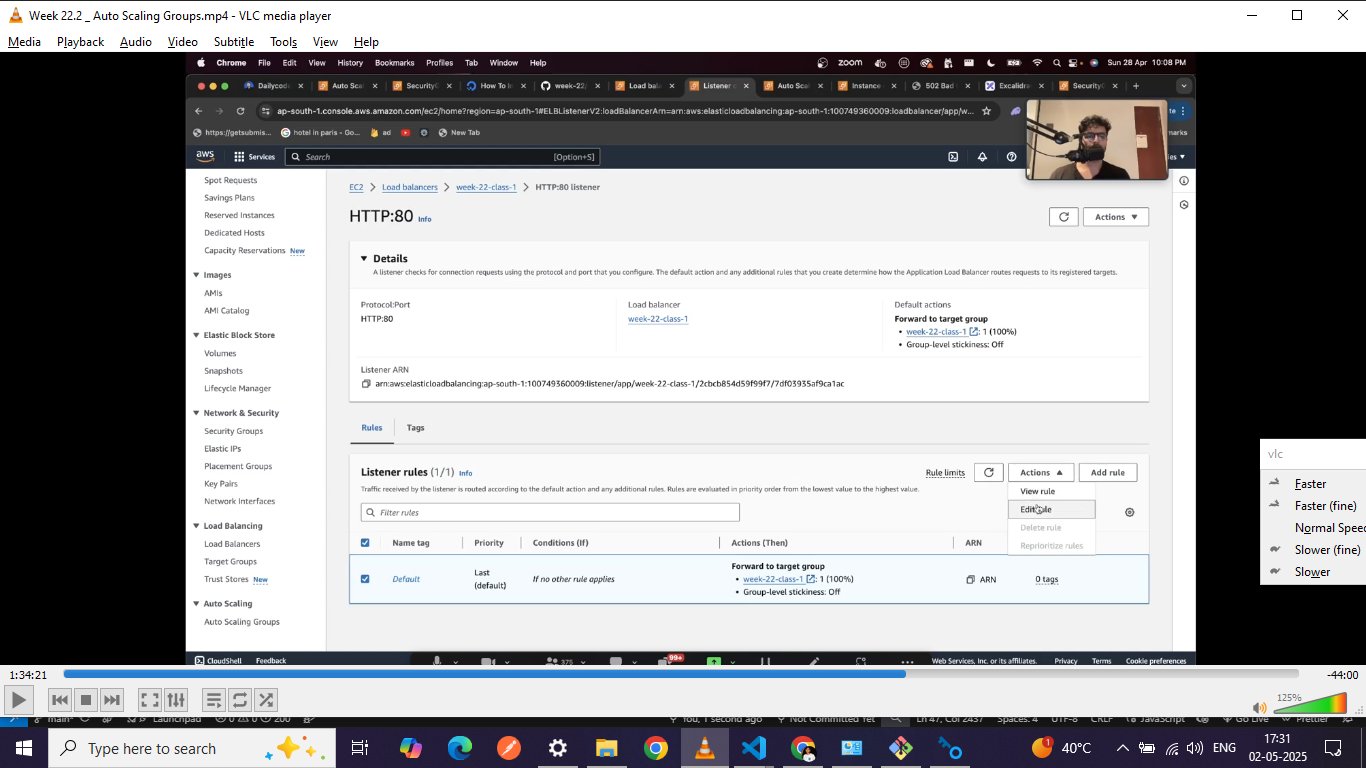 Week 22.2 _ Auto Scaling Groups.mp4 - VLC media player
Media Playback Audio Video Subtitle Tools View Help
Chrome File Edit View History Bookmarks Profiles Tab Window Help
zoom
Sun 28 Apr 10:08 PM
Dailycod
Auto Sca
Security
How To In
week-22
Load bal
Listener
Auto Sca
Instance
502 Bad
Excalidra
Security
ap-south-1.console.aws.amazon.com/ec2/home?region=ap-south-1#ELBListenerV2:loadBalancerArn=arn:aws:elasticloadbalancing:ap-south-1:100749360009:loadbalancer/app/w...
https://getsubmis... hotel in paris - Go... ad New Tab
aws Services Search [Option+S]
Spot Requests
Savings Plans
Reserved Instances
Dedicated Hosts
Capacity Reservations New
Images
AMIs
AMI Catalog
Elastic Block Store
Volumes
Snapshots
Lifecycle Manager
Network & Security
Security Groups
Elastic IPs
Placement Groups
Key Pairs
Network Interfaces
Load Balancing
Load Balancers
Target Groups
Trust Stores New
Auto Scaling
Auto Scaling Groups
EC2 > Load balancers > week-22-class-1 > HTTP:80 listener
HTTP:80 Info
Actions
Details
A listener checks for connection requests using the protocol and port that you configure. The default action and any additional rules that you create determine how the Application Load Balancer routes requests to its registered targets.
Protocol:Port
HTTP:80
Load balancer
week-22-class-1
Default actions
Forward to target group
• week-22-class-1 : 1 (100%)
• Group-level stickiness: Off
Listener ARN
arn:aws:elasticloadbalancing:ap-south-1:100749360009:listener/app/week-22-class-1/2cbcb854d59f99f7/7df03935af9ca1ac
Rules Tags
Listener rules (1/1) Info
Rule limits Actions Add rule
Traffic received by the listener is routed according to the default action and any additional rules. Rules are evaluated in priority order from the lowest value to the highest value.
View rule
Edit rule
Delete rule
Reprioritize rules
Filter rules
Name tag Priority Conditions (If) Actions (Then) ARN
Default
Last (default)
If no other rule applies
Forward to target group
• week-22-class-1 : 1 (100%)
• Group-level stickiness: Off
ARN
0 tags
CloudShell Feedback
375
99+
Web Services, Inc. or its affiliates. Privacy Terms Cookie preferences
vlc
Faster
Faster (fine)
Normal Speed
Slower (fine)
Slower
1:34:21
-44:00
125%
main* Launchpad 0 0 200
You, 1 second ago Not Committed Yet Ln 47, Col 2437 Spaces: 4 UTF-8 CRLF JavaScript Go Live Prettier
Type here to search
1
40°C
ENG
17:31
02-05-2025